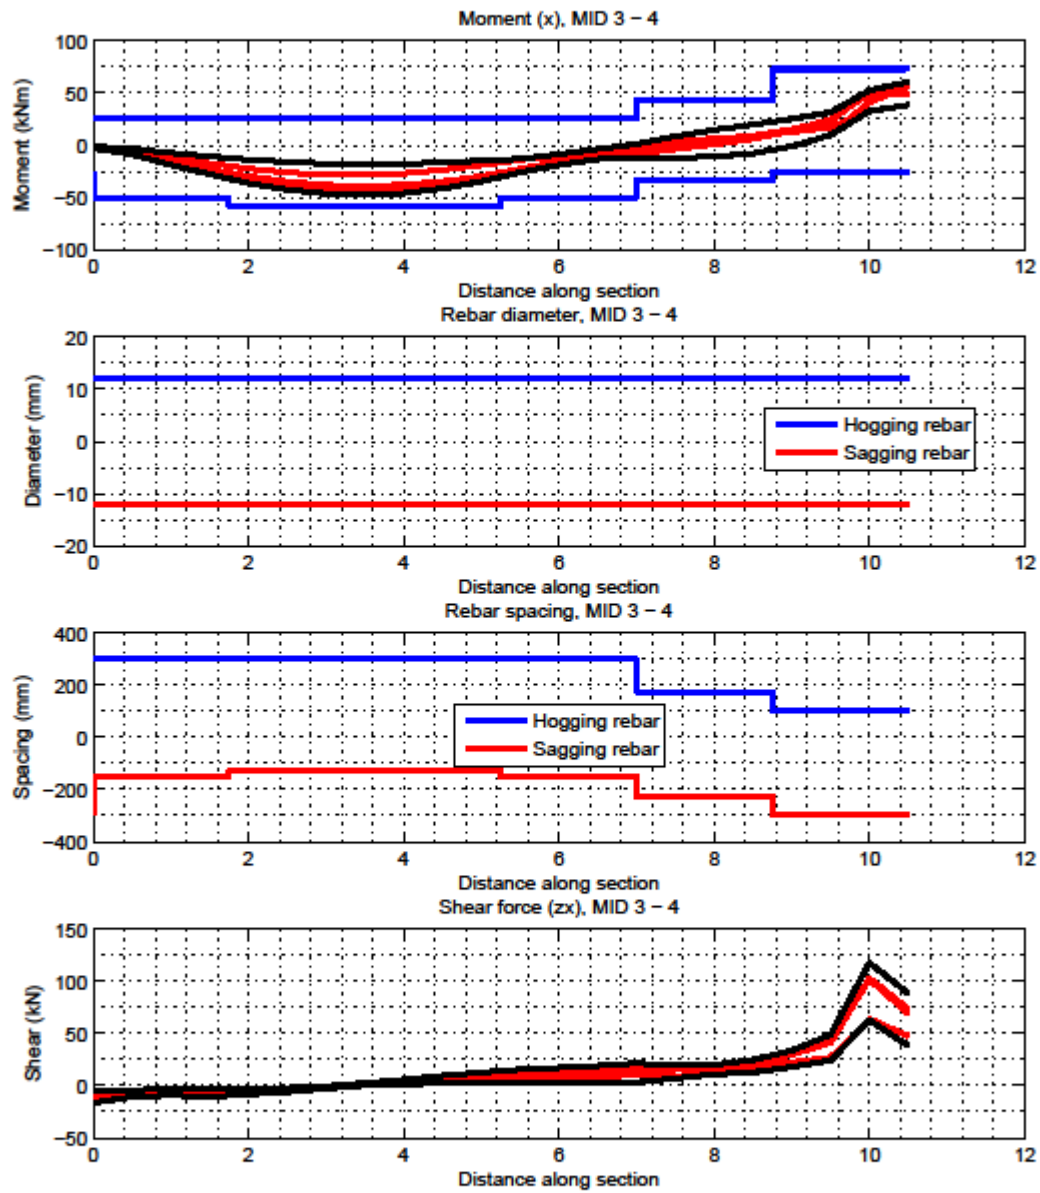 Moment (x), MID 3 − 4
100
50
0
−50
−100
Moment (kNm)
0 2 4 6 8 10 12
Distance along section
Rebar diameter, MID 3 − 4
20
10
0
−10
−20
Diameter (mm)
Hogging rebar
Sagging rebar
0 2 4 6 8 10 12
Distance along section
Rebar spacing, MID 3 − 4
400
200
0
−200
−400
Spacing (mm)
Hogging rebar
Sagging rebar
0 2 4 6 8 10 12
Distance along section
Shear force (zx), MID 3 − 4
150
100
50
0
−50
Shear (kN)
0 2 4 6 8 10 12
Distance along section